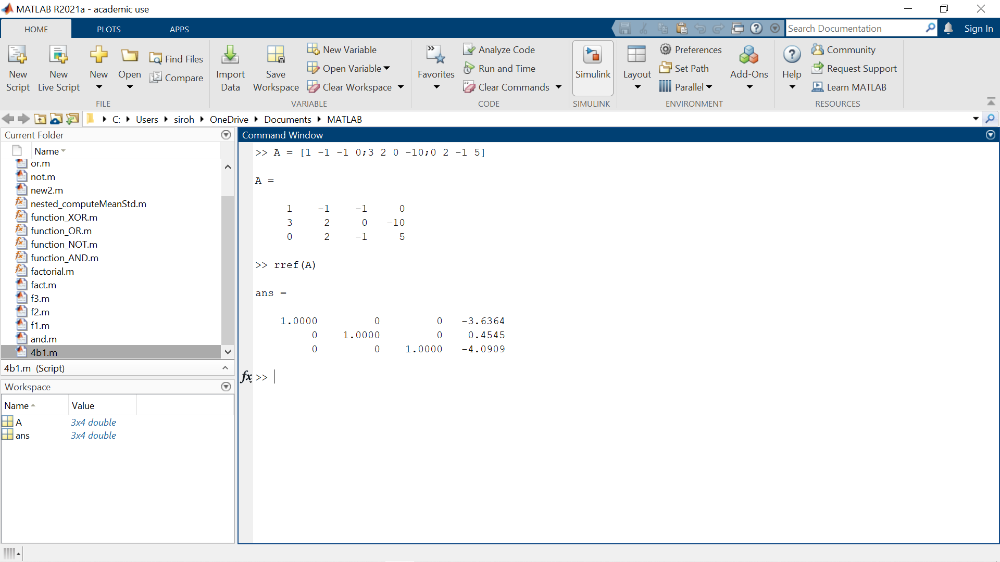 MATLAB R2021a - academic use
HOME PLOTS APPS
Search Documentation
Sign In
New Script
New Live Script
New
Open
Find Files
Compare
FILE
Import Data
Save Workspace
New Variable
Open Variable
Clear Workspace
VARIABLE
Favorites
Analyze Code
Run and Time
Clear Commands
CODE
Simulink
SIMULINK
Layout
Preferences
Set Path
Parallel
Add-Ons
ENVIRONMENT
Help
Community
Request Support
Learn MATLAB
RESOURCES
C: Users siroh OneDrive Documents MATLAB
Current Folder
Name
or.m
not.m
new2.m
nested_computeMeanStd.m
function_XOR.m
function_OR.m
function_NOT.m
function_AND.m
factorial.m
fact.m
f3.m
f2.m
f1.m
and.m
4b1.m
4b1.m (Script)
Workspace
Name Value
A 3x4 double
ans 3x4 double
Command Window
>> A = [1 -1 -1 0;3 2 0 -10;0 2 -1 5]
A =
1 -1 -1 0
3 2 0 -10
0 2 -1 5
>> rref(A)
ans =
1.0000 0 0 -3.6364
0 1.0000 0 0.4545
0 0 1.0000 -4.0909
fx >>